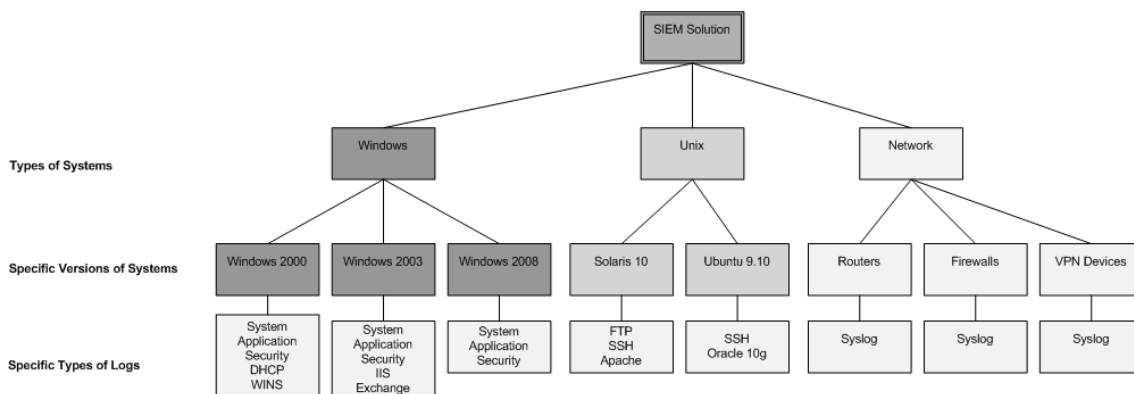 SIEM Solution
Types of Systems
Windows
Unix
Network
Specific Versions of Systems
Windows 2000
Windows 2003
Windows 2008
Solaris 10
Ubuntu 9.10
Routers
Firewalls
VPN Devices
Specific Types of Logs
System
Application
Security
DHCP
WINS
System
Application
Security
IIS
Exchange
System
Application
Security
FTP
SSH
Apache
SSH
Oracle 10g
Syslog
Syslog
Syslog